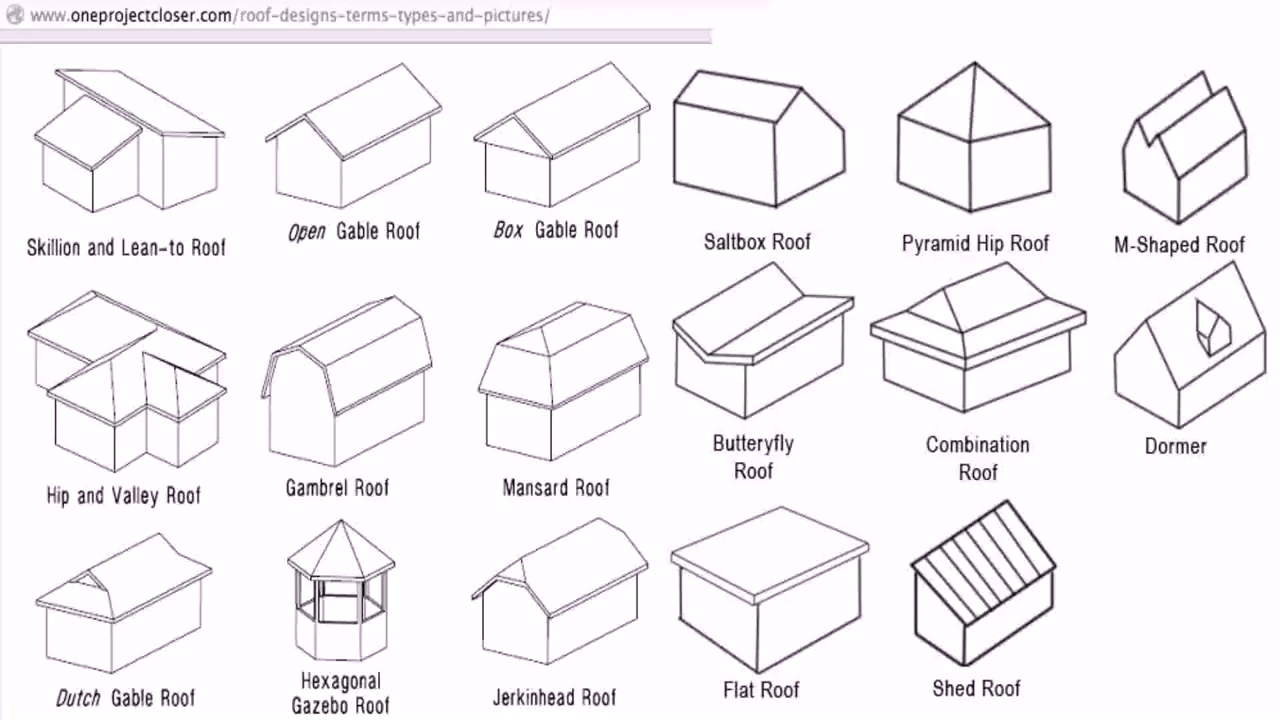 www.oneprojectcloser.com/roof-designs-terms-types-and-pictures/
Skillion and Lean-to Roof
Open Gable Roof
Box Gable Roof
Saltbox Roof
Pyramid Hip Roof
M-Shaped Roof
Hip and Valley Roof
Gambrel Roof
Mansard Roof
Butteryfly
Roof
Combination
Roof
Dormer
Dutch Gable Roof
Hexagonal
Gazebo Roof
Jerkinhead Roof
Flat Roof
Shed Roof